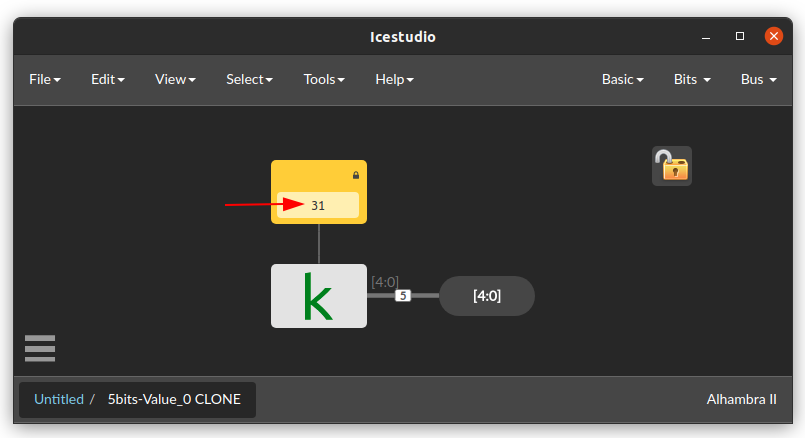 Icestudio
File Edit View Select Tools Help Basic Bits Bus
31
k
[4:0]
5
[4:0]
Untitled / 5bits-Value_0 CLONE
Alhambra II